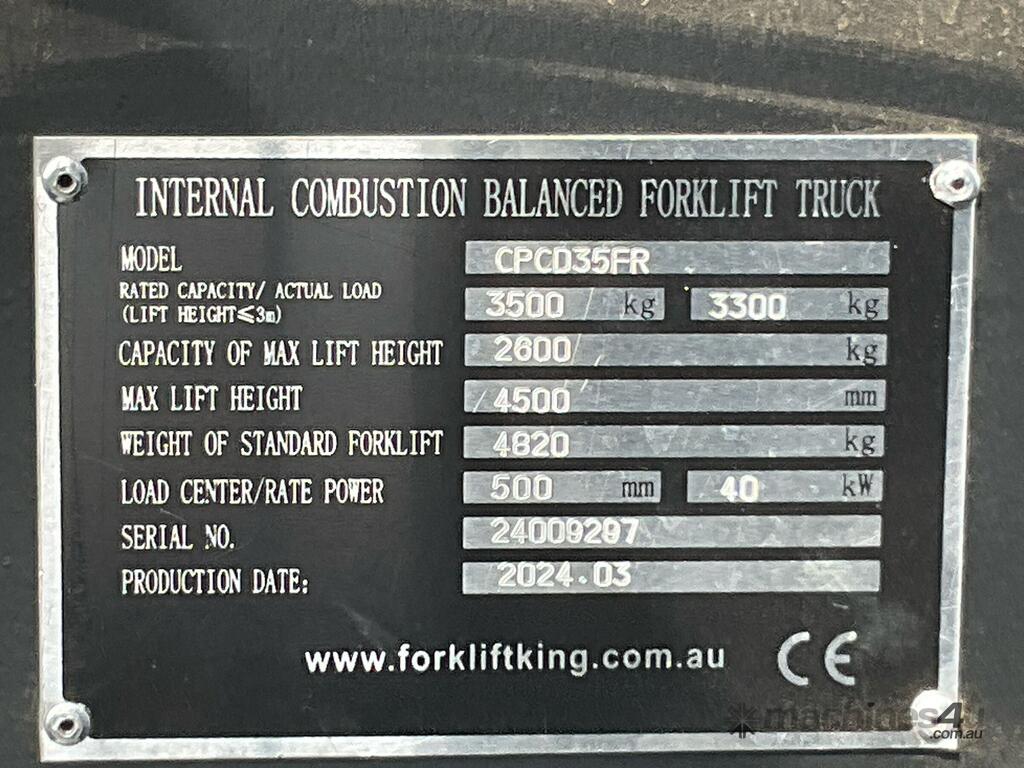 INTERNAL COMBUSTION BALANCED FORKLIFT TRUCK
MODEL CPCD35FR
RATED CAPACITY/ ACTUAL LOAD
(LIFT HEIGHT≤3m) 3500 kg 3300 kg
CAPACITY OF MAX LIFT HEIGHT 2600 kg
MAX LIFT HEIGHT 4500 mm
WEIGHT OF STANDARD FORKLIFT 4820 kg
LOAD CENTER/RATE POWER 500 mm 40 kW
SERIAL NO. 24009297
PRODUCTION DATE: 2024.03
www.forkliftking.com.au CE
machines4u
.com.au